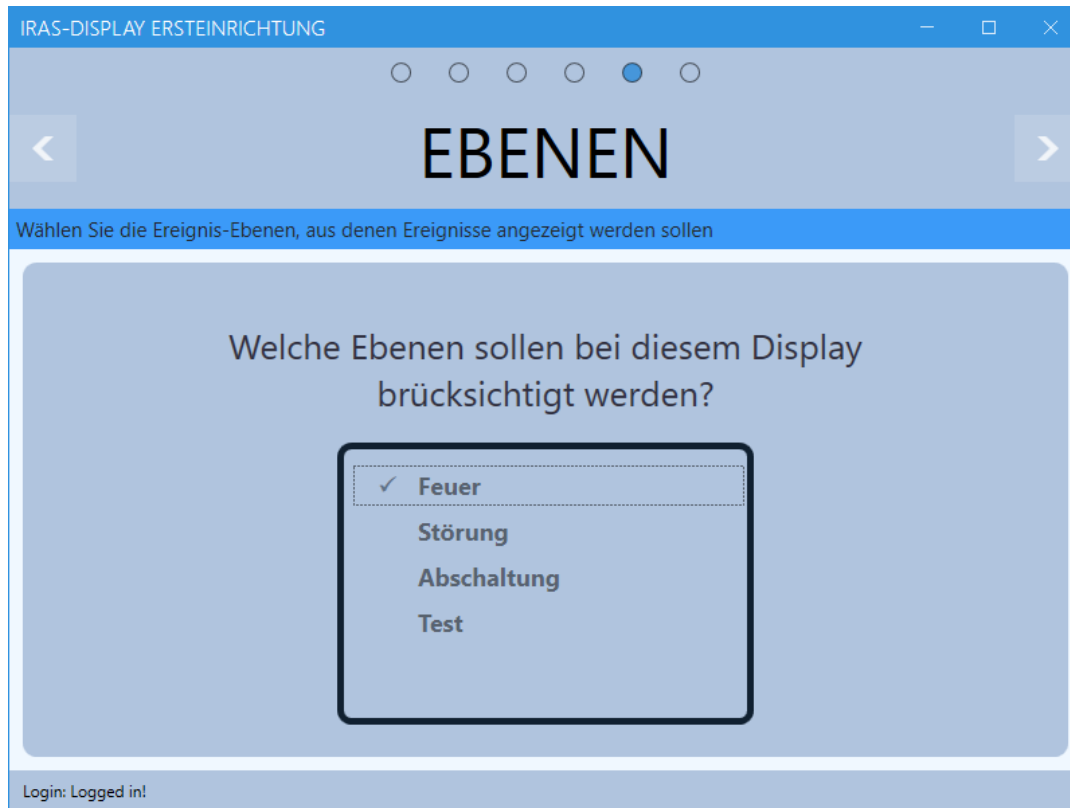 IRAS-DISPLAY ERSTEINRICHTUNG
EBENEN
Wählen Sie die Ereignis-Ebenen, aus denen Ereignisse angezeigt werden sollen
Welche Ebenen sollen bei diesem Display
brücksichtigt werden?
✓ Feuer
Störung
Abschaltung
Test
Login: Logged in!